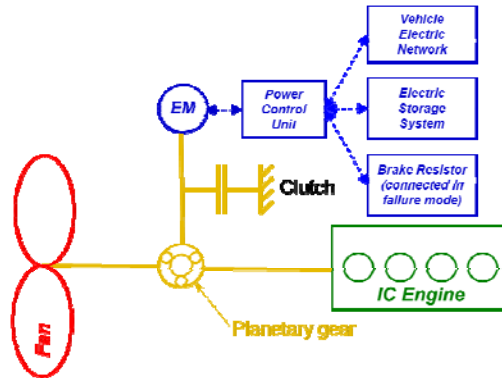 Vehicle
Electric
Network
EM
Power
Control
Unit
Electric
Storage
System
Brake Resistor
(connected in
failure mode)
Clutch
IC Engine
Planetary gear
Fan